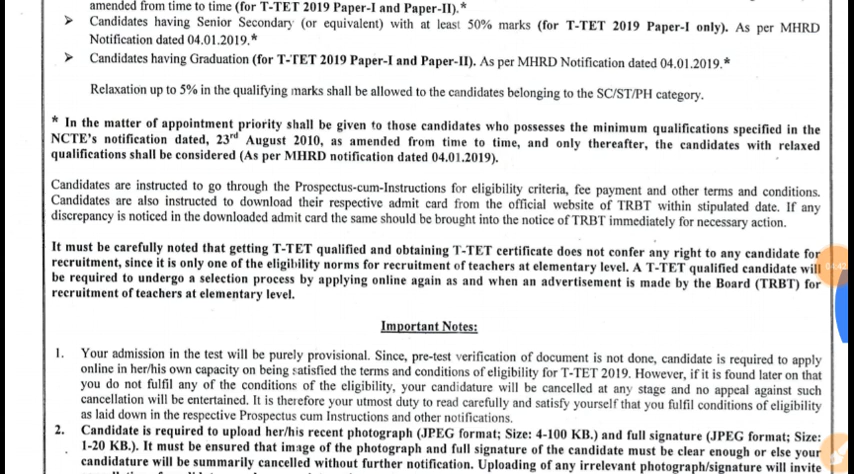 amended from time to time (for T-TET 2019 Paper-I and Paper-II).*
➤ Candidates having Senior Secondary (or equivalent) with at least 50% marks (for T-TET 2019 Paper-I only). As per MHRD
Notification dated 04.01.2019.*
➤ Candidates having Graduation (for T-TET 2019 Paper-I and Paper-II). As per MHRD Notification dated 04.01.2019.*
Relaxation up to 5% in the qualifying marks shall be allowed to the candidates belonging to the SC/ST/PH category.
* In the matter of appointment priority shall be given to those candidates who possesses the minimum qualifications specified in the
NCTE's notification dated, 23rd August 2010, as amended from time to time, and only thereafter, the candidates with relaxed
qualifications shall be considered (As per MHRD notification dated 04.01.2019).
Candidates are instructed to go through the Prospectus-cum-Instructions for eligibility criteria, fee payment and other terms and conditions.
Candidates are also instructed to download their respective admit card from the official website of TRBT within stipulated date. If any
discrepancy is noticed in the downloaded admit card the same should be brought into the notice of TRBT immediately for necessary action.
It must be carefully noted that getting T-TET qualified and obtaining T-TET certificate does not confer any right to any candidate for
recruitment, since it is only one of the eligibility norms for recruitment of teachers at elementary level. A T-TET qualified candidate will
be required to undergo a selection process by applying online again as and when an advertisement is made by the Board (TRBT) for
recruitment of teachers at elementary level.
Important Notes:
1. Your admission in the test will be purely provisional. Since, pre-test verification of document is not done, candidate is required to apply
online in her/his own capacity on being satisfied the terms and conditions of eligibility for T-TET 2019. However, if it is found later on that
you do not fulfil any of the conditions of the eligibility, your candidature will be cancelled at any stage and no appeal against such
cancellation will be entertained. It is therefore your utmost duty to read carefully and satisfy yourself that you fulfil conditions of eligibility
as laid down in the respective Prospectus cum Instructions and other notifications.
2. Candidate is required to upload her/his recent photograph (JPEG format; Size: 4-100 KB.) and full signature (JPEG format; Size:
1-20 KB.). It must be ensured that image of the photograph and full signature of the candidate must be clear enough or else your
candidature will be summarily cancelled without further notification. Uploading of any irrelevant photograph/signature will invite